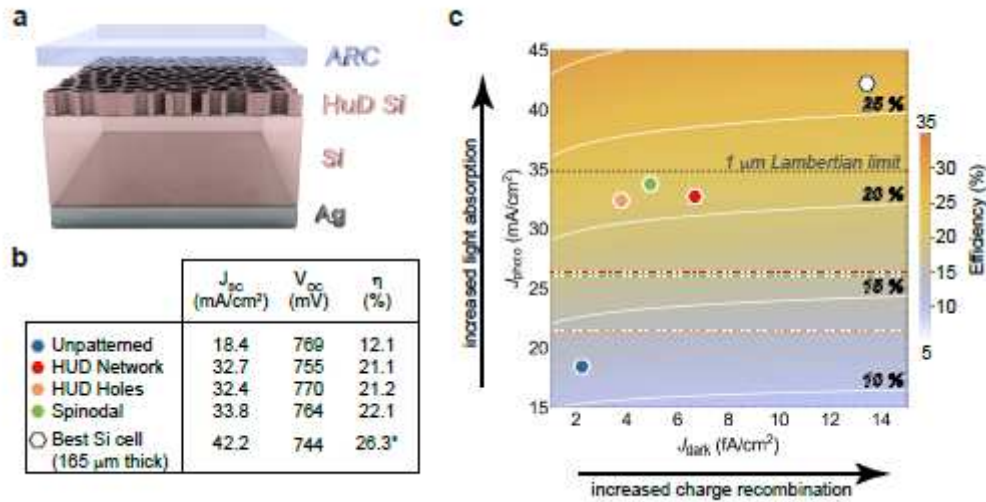 a
ARC
HuD Si
Si
Ag
b
J_sc (mA/cm²) V_oc (mV) η (%)
Unpatterned 18.4 769 12.1
HUD Network 32.7 755 21.1
HUD Holes 32.4 770 21.2
Spinodal 33.8 764 22.1
Best Si cell (165 μm thick) 42.2 744 26.3*
c
increased light absorption
J_photo (mA/cm²)
45
40
35
30
25
20
15
25 %
1 μm Lambertian limit
20 %
15 %
10 %
2 4 6 8 10 12 14
J_dark (fA/cm²)
increased charge recombination
35
30
25
20
15
10
5
Efficiency (%)